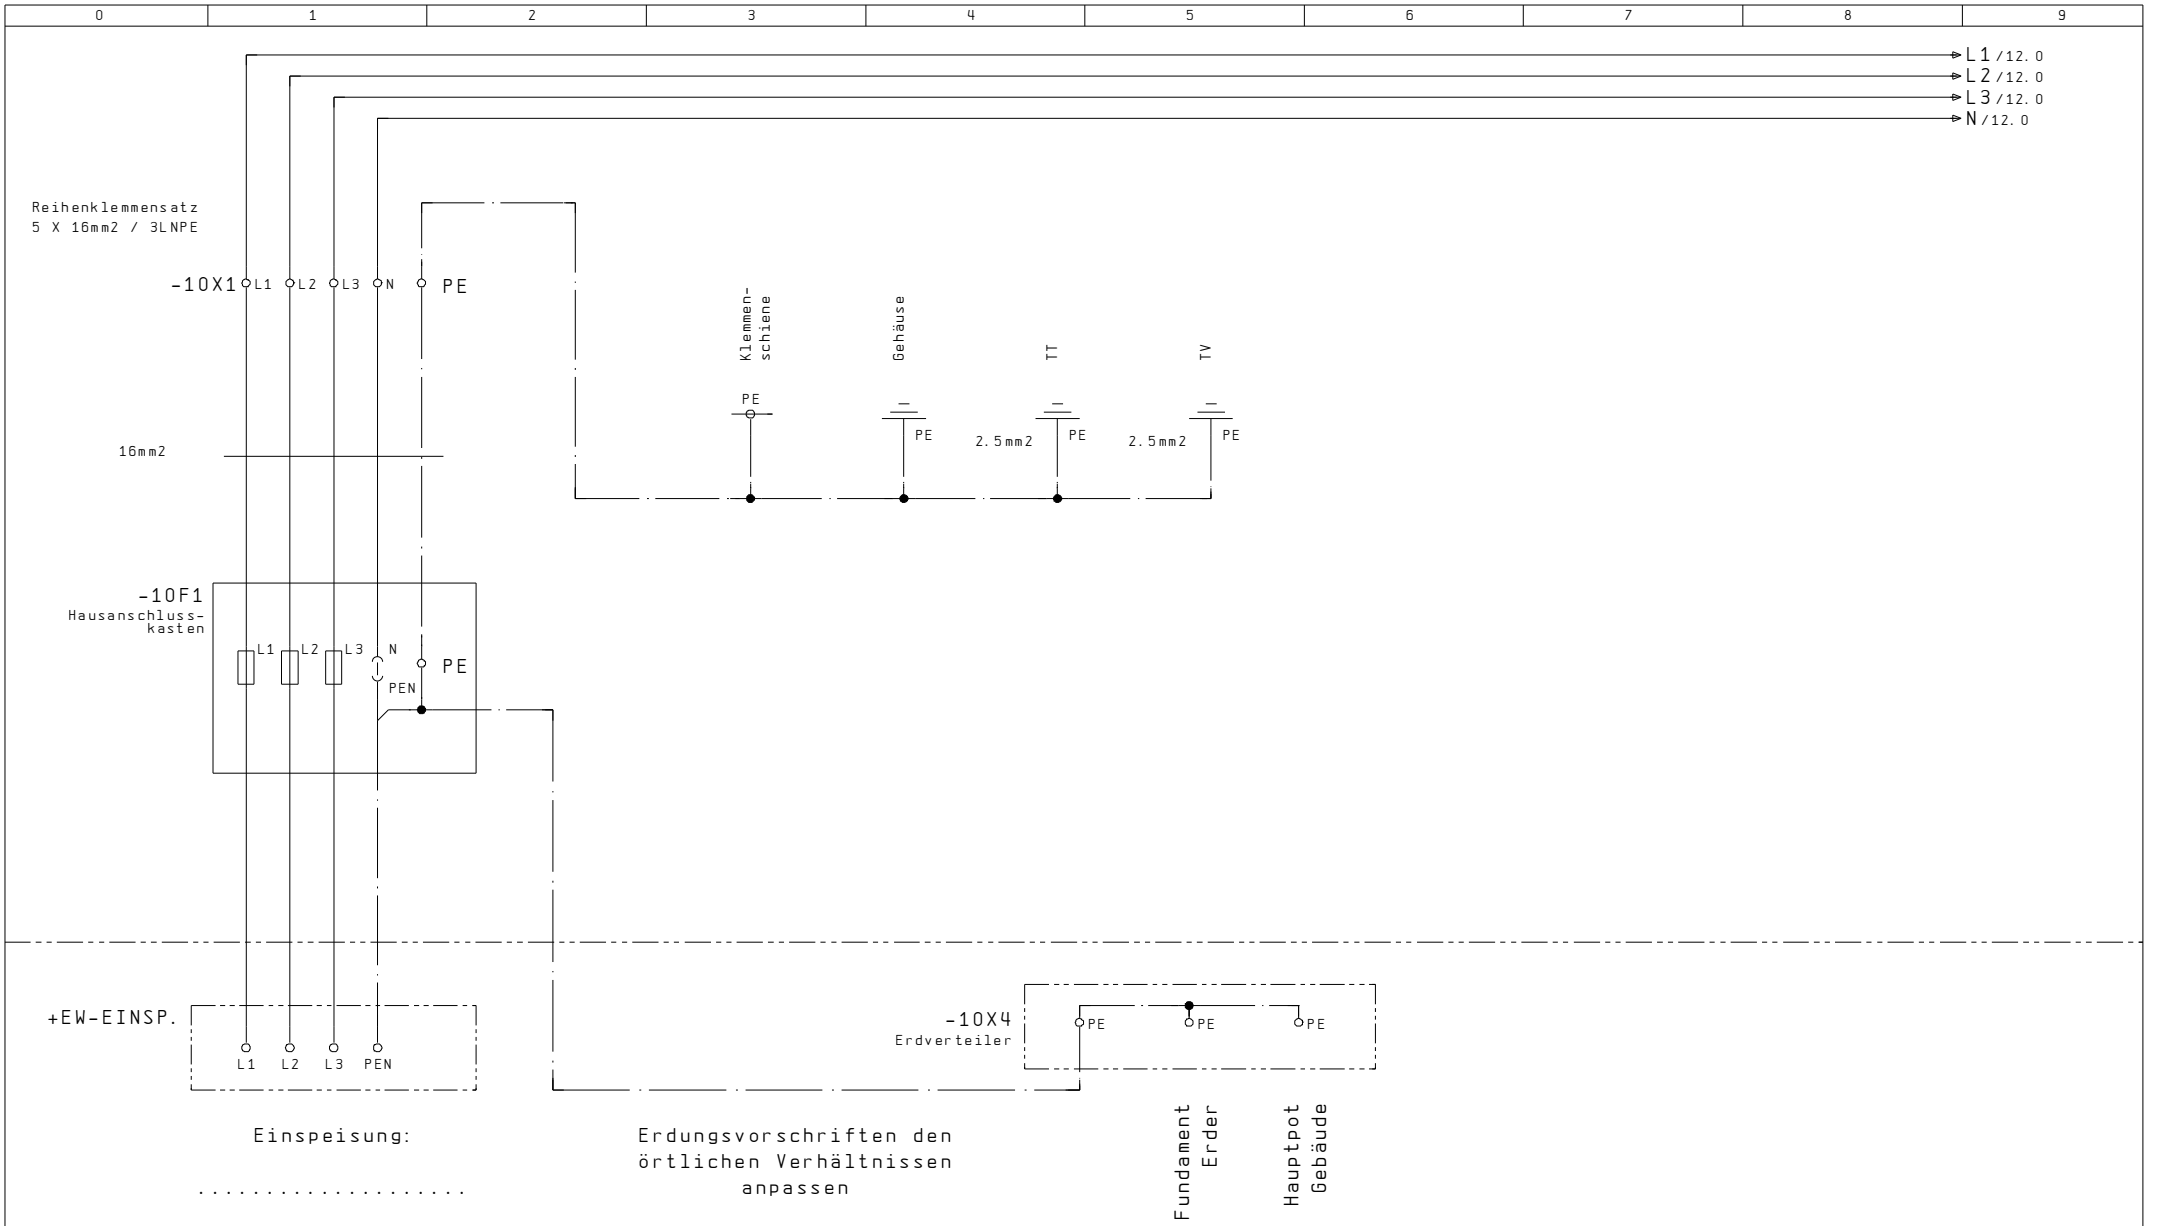 0 1 2 3 4 5 6 7 8 9
L1 /12.0
L2 /12.0
L3 /12.0
N /12.0
Reihenklemmensatz
5 X 16mm2 / 3LNPE
-10X1 L1 L2 L3 N PE
Klemmen-
schiene
Gehäuse
TT
TV
PE
PE
2.5mm2 PE
2.5mm2 PE
16mm2
-10F1
Hausanschluss-
kasten
L1 L2 L3 N
PE
PEN
+EW-EINSP.
L1 L2 L3 PEN
-10X4
Erdverteiler
PE PE PE
Einspeisung:
....................
Erdungsvorschriften den
örtlichen Verhältnissen
anpassen
Fundament
Erder
Hauptpot
Gebäude